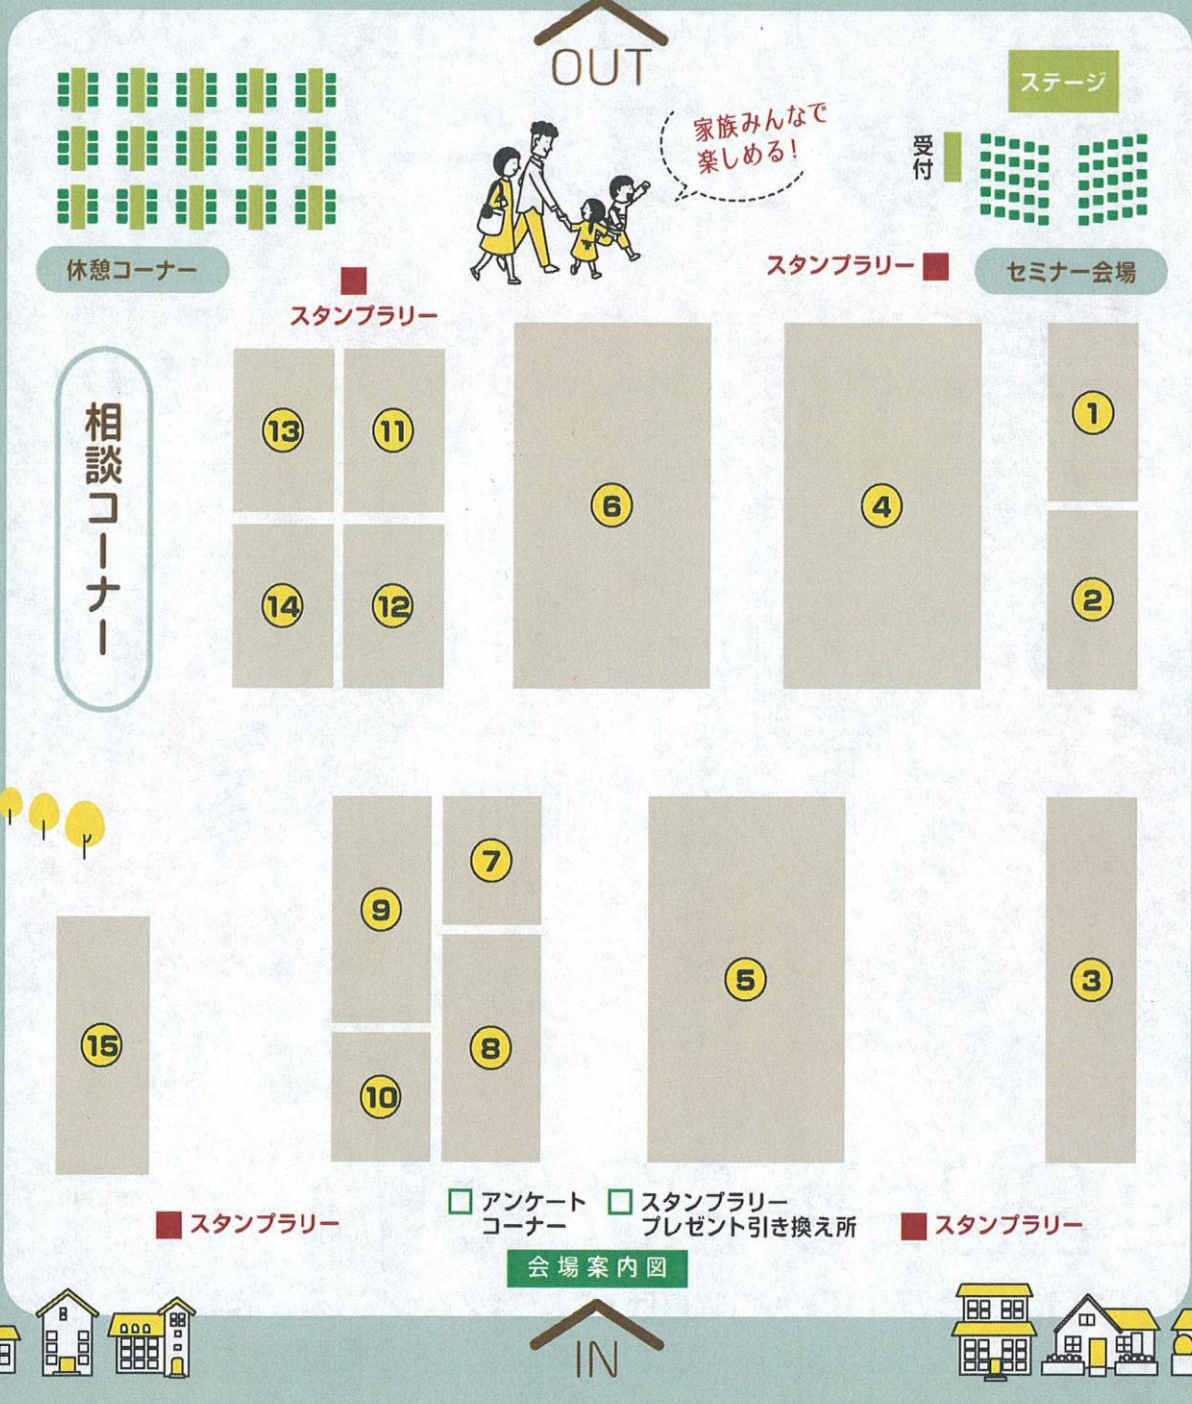 OUT
ステージ
家族みんなで
楽しめる!
受付
休憩コーナー
スタンプラリー
セミナー会場
スタンプラリー
相談コーナー
13
11
6
4
1
14
12
2
9
7
5
3
15
10
8
アンケート
コーナー
スタンプラリー
プレゼント引き換え所
スタンプラリー
スタンプラリー
会場案内図
IN